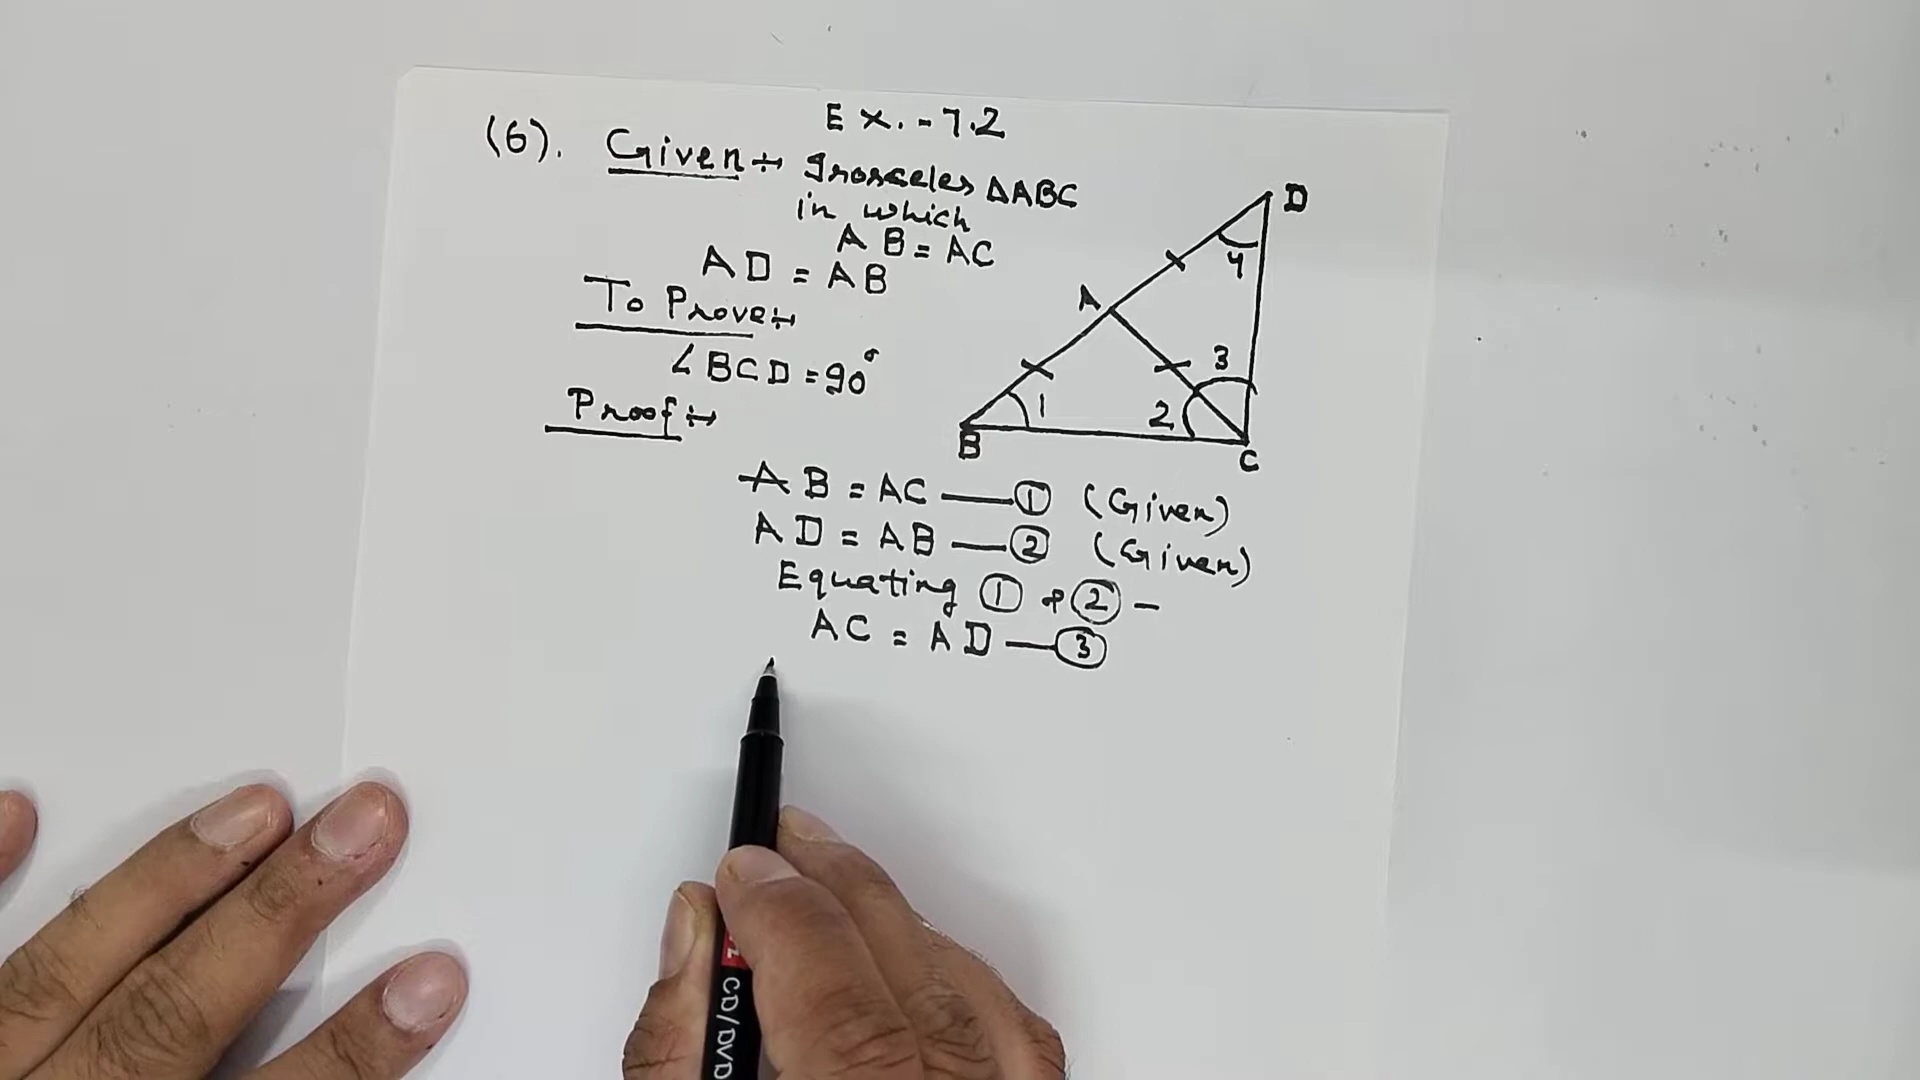 Ex. - 7.2
(6). Given :- Isosceles ΔABC
in which
AB = AC
AD = AB
To Prove :-
∠BCD = 90°
Proof :-
D
4
A
3
1
2
B
C
AB = AC — ① (Given)
AD = AB — ② (Given)
Equating ① & ② -
AC = AD — ③
CD/DVD